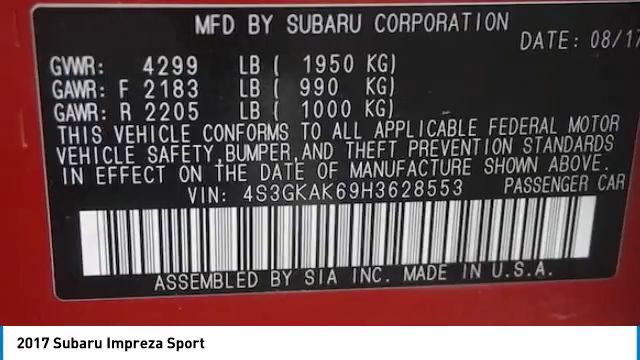 MFD BY SUBARU CORPORATION
DATE: 08/17
GVWR: 4299 LB ( 1950 KG)
GAWR: F 2183 LB ( 990 KG)
GAWR: R 2205 LB ( 1000 KG)
THIS VEHICLE CONFORMS TO ALL APPLICABLE FEDERAL MOTOR
VEHICLE SAFETY,BUMPER,AND THEFT PREVENTION STANDARDS
IN EFFECT ON THE DATE OF MANUFACTURE SHOWN ABOVE.
VIN: 4S3GKAK69H3628553 PASSENGER CAR
ASSEMBLED BY SIA INC. MADE IN U.S.A.
2017 Subaru Impreza Sport